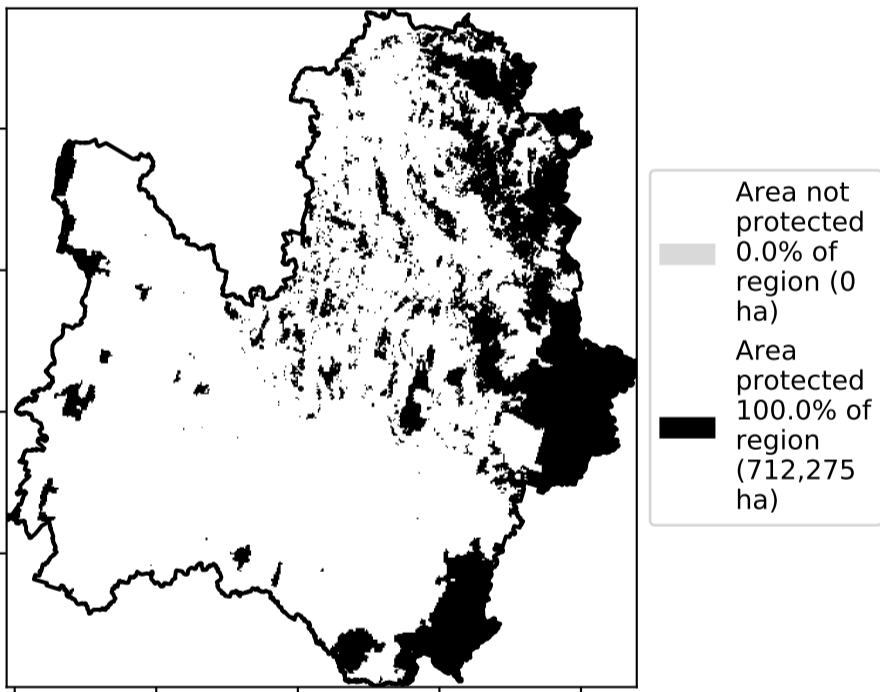 Area not
protected
0.0% of
region (0
ha)
Area
protected
100.0% of
region
(712,275
ha)